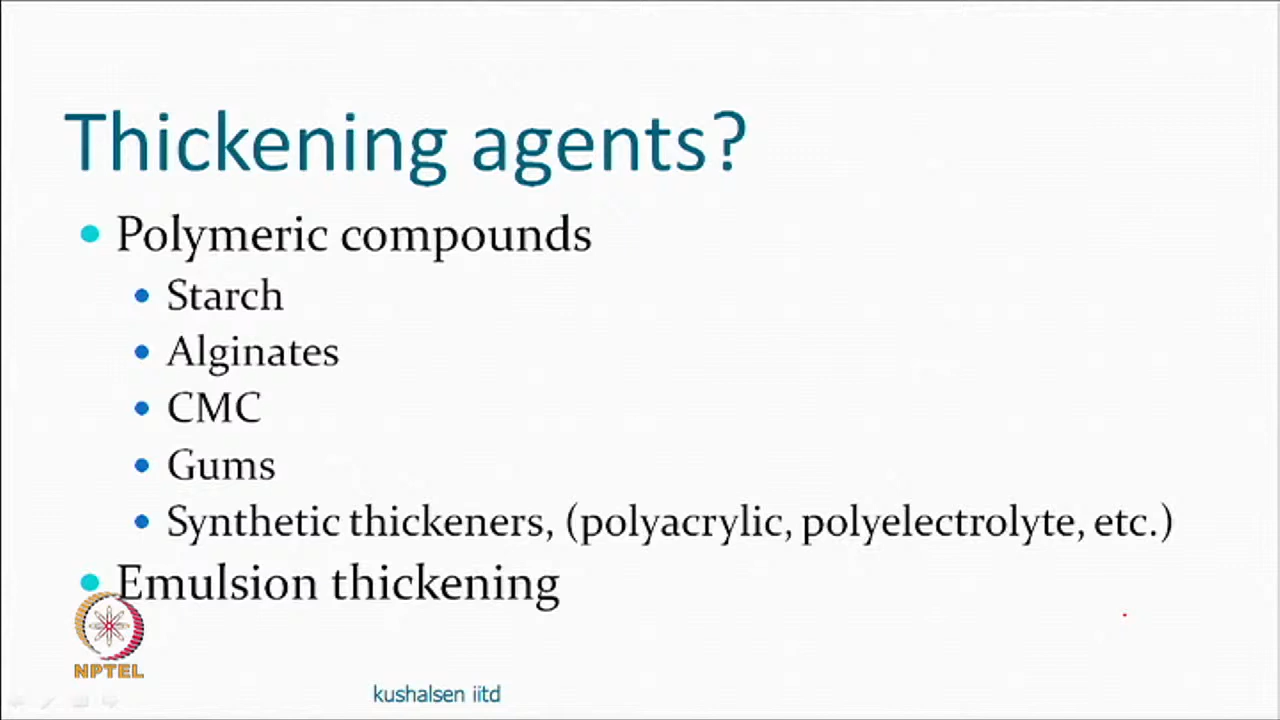 Thickening agents?
Polymeric compounds
Starch
Alginates
CMC
Gums
Synthetic thickeners, (polyacrylic, polyelectrolyte, etc.)
Emulsion thickening
NPTEL
kushalsen iitd